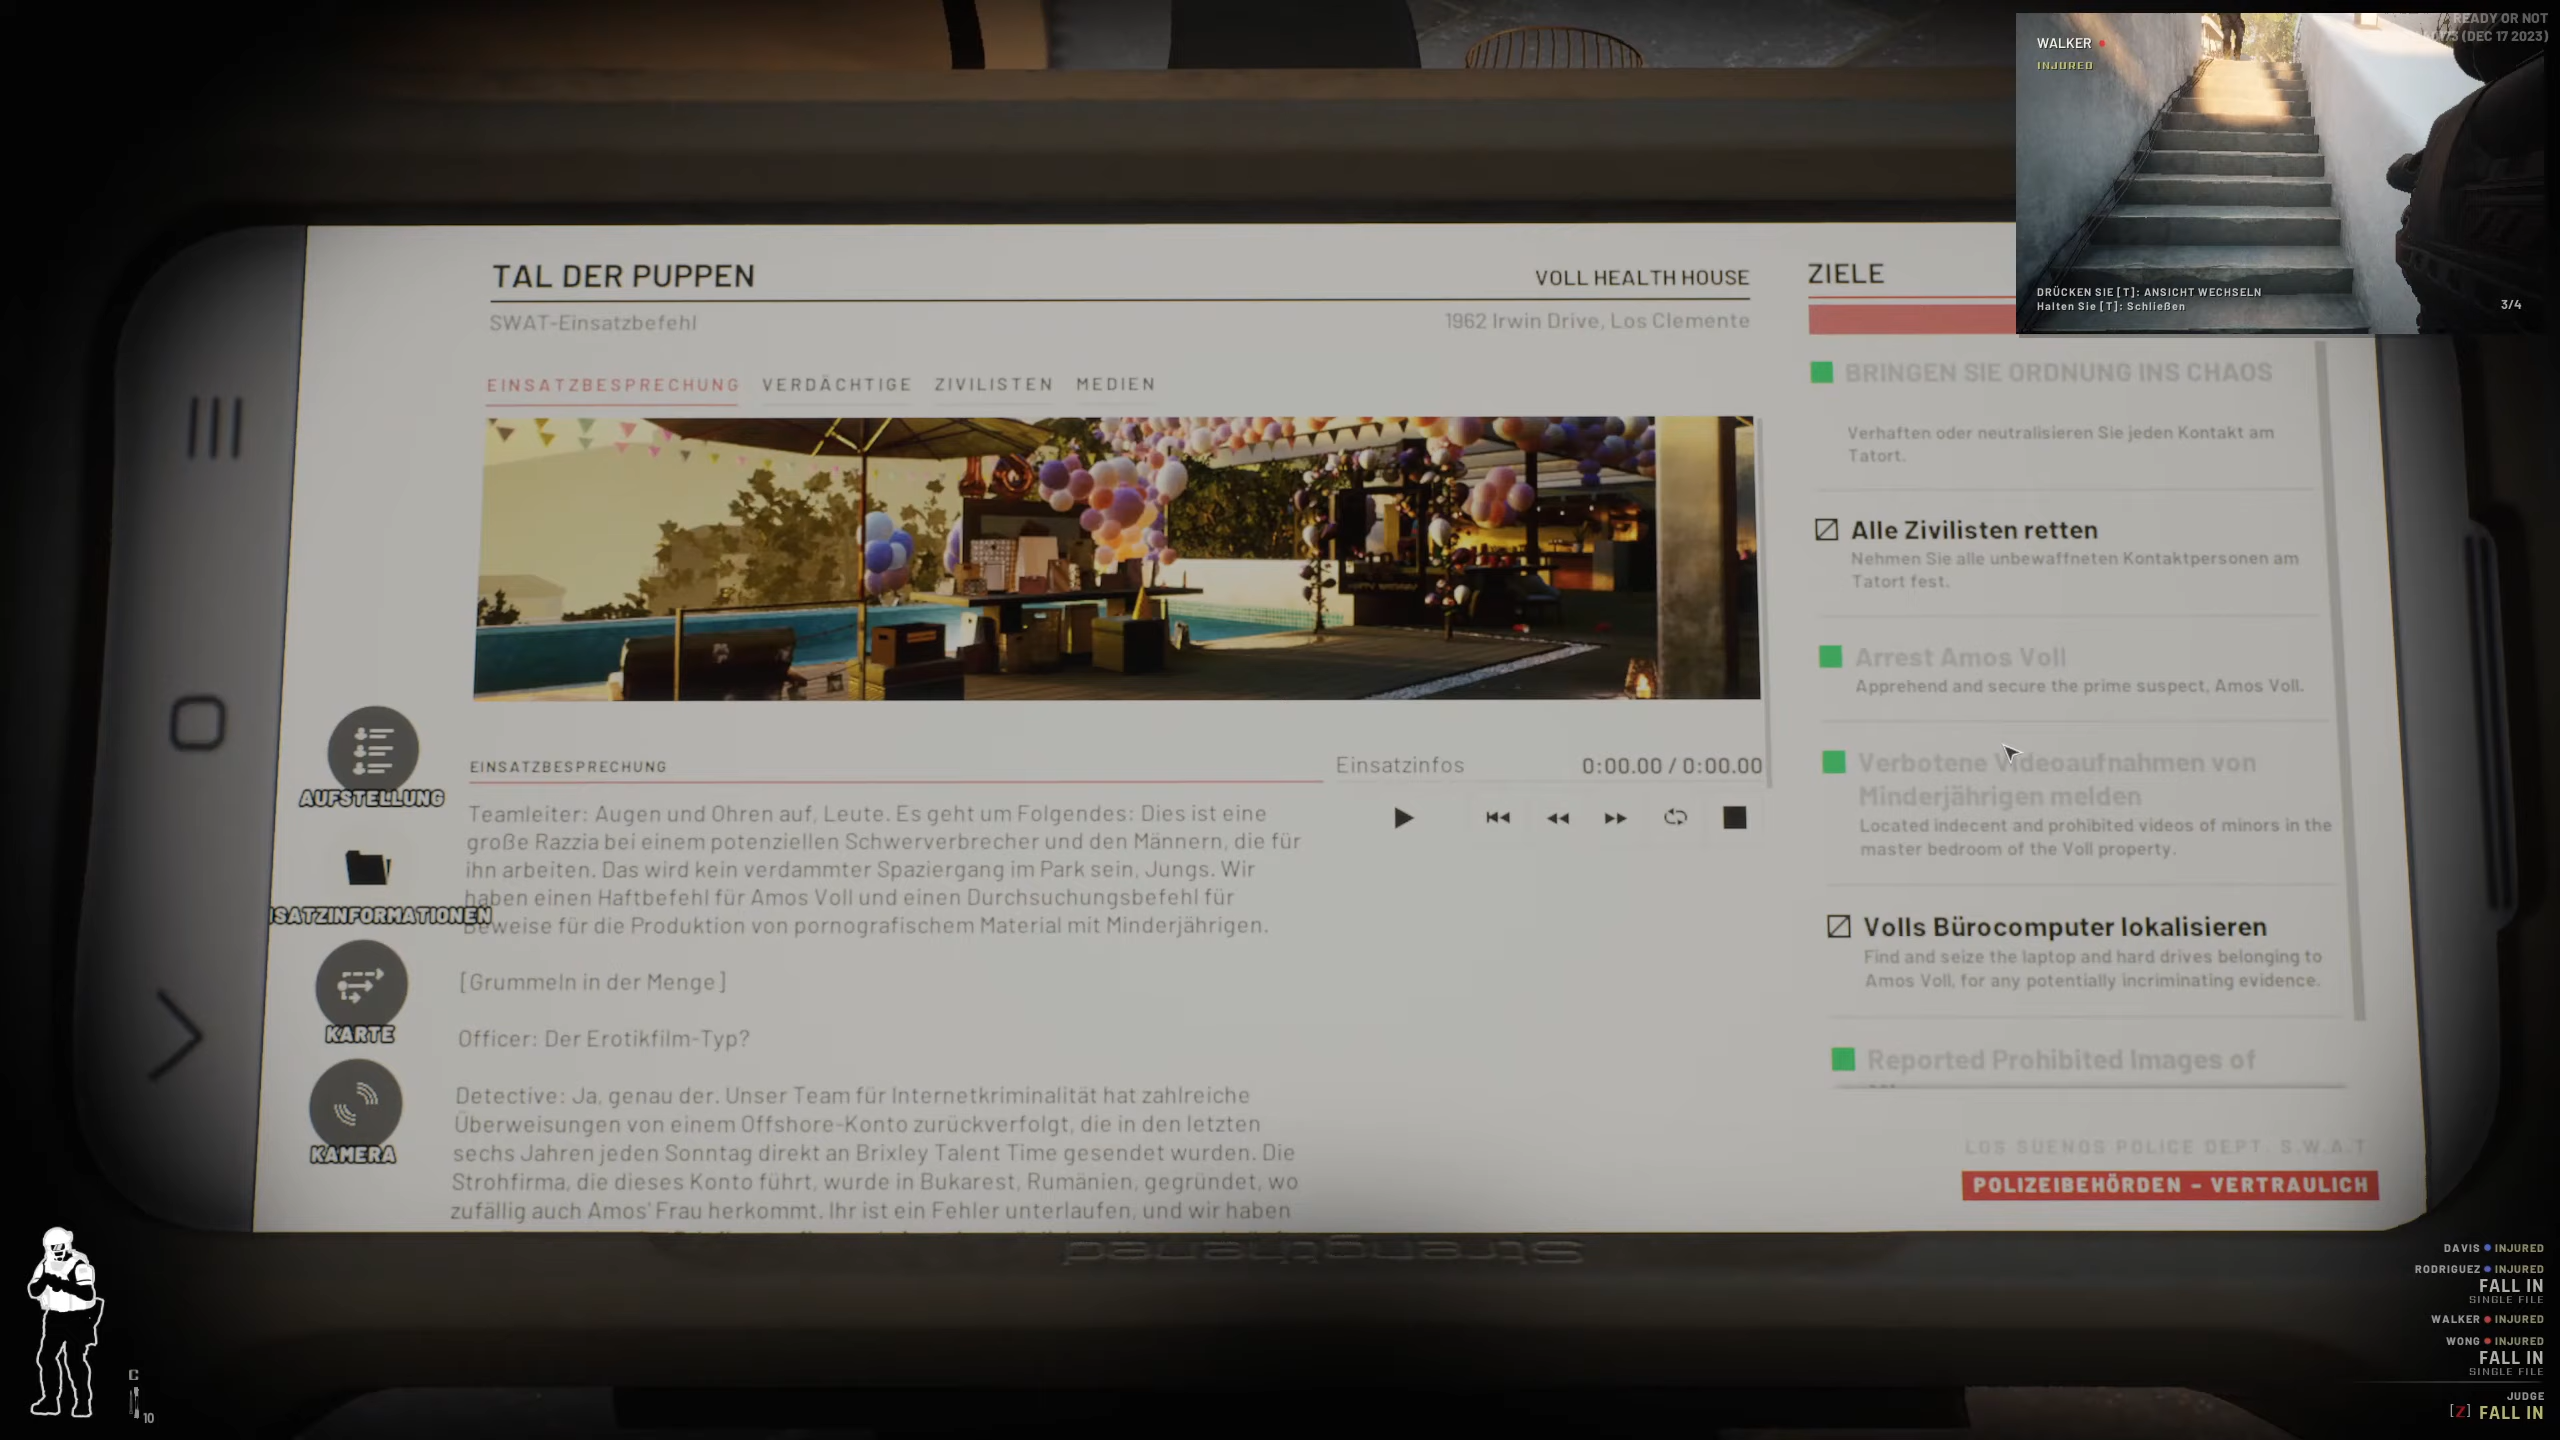 READY OR NOT
(DEC 17 2023)
WALKER
INJURED
DRÜCKEN SIE [T]: ANSICHT WECHSELN
Halten Sie [T]: Schließen
3/4
TAL DER PUPPEN
VOLL HEALTH HOUSE
SWAT-Einsatzbefehl
1962 Irwin Drive, Los Clemente
EINSATZBESPRECHUNG VERDÄCHTIGE ZIVILISTEN MEDIEN
EINSATZBESPRECHUNG
Einsatzinfos
0:00.00 / 0:00.00
Teamleiter: Augen und Ohren auf, Leute. Es geht um Folgendes: Dies ist eine
große Razzia bei einem potenziellen Schwerverbrecher und den Männern, die für
ihn arbeiten. Das wird kein verdammter Spaziergang im Park sein, Jungs. Wir
haben einen Haftbefehl für Amos Voll und einen Durchsuchungsbefehl für
Beweise für die Produktion von pornografischem Material mit Minderjährigen.
[Grummeln in der Menge]
Officer: Der Erotikfilm-Typ?
Detective: Ja, genau der. Unser Team für Internetkriminalität hat zahlreiche
Überweisungen von einem Offshore-Konto zurückverfolgt, die in den letzten
sechs Jahren jeden Sonntag direkt an Brixley Talent Time gesendet wurden. Die
Strohfirma, die dieses Konto führt, wurde in Bukarest, Rumänien, gegründet, wo
zufällig auch Amos' Frau herkommt. Ihr ist ein Fehler unterlaufen, und wir haben
AUFSTELLUNG
SATZINFORMATIONEN
KARTE
KAMERA
ZIELE
BRINGEN SIE ORDNUNG INS CHAOS
Verhaften oder neutralisieren Sie jeden Kontakt am
Tatort.
Alle Zivilisten retten
Nehmen Sie alle unbewaffneten Kontaktpersonen am
Tatort fest.
Arrest Amos Voll
Apprehend and secure the prime suspect, Amos Voll.
Verbotene Videoaufnahmen von
Minderjährigen melden
Located indecent and prohibited videos of minors in the
master bedroom of the Voll property.
Volls Bürocomputer lokalisieren
Find and seize the laptop and hard drives belonging to
Amos Voll, for any potentially incriminating evidence.
Reported Prohibited Images of
LOS SUENOS POLICE DEPT. S.W.A.T
POLIZEIBEHÖRDEN - VERTRAULICH
Strengthened
DAVIS INJURED
RODRIGUEZ INJURED
FALL IN
SINGLE FILE
WALKER INJURED
WONG INJURED
FALL IN
SINGLE FILE
JUDGE
[Z] FALL IN
C
10